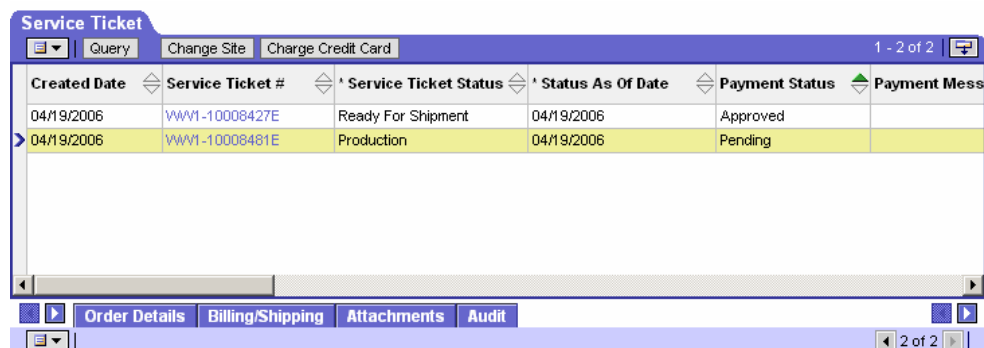 Service Ticket
Query Change Site Charge Credit Card 1 - 2 of 2
Created Date Service Ticket # * Service Ticket Status * Status As Of Date Payment Status Payment Mess
04/19/2006 VWV1-10008427E Ready For Shipment 04/19/2006 Approved
04/19/2006 VWV1-10008481E Production 04/19/2006 Pending
Order Details Billing/Shipping Attachments Audit
2 of 2